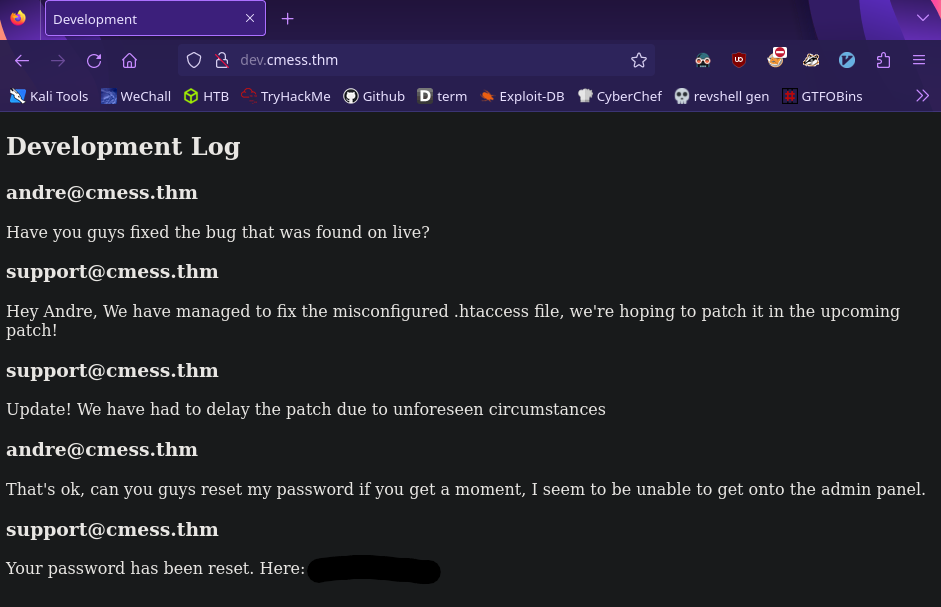 Development
dev.cmess.thm
Kali Tools WeChall HTB TryHackMe Github term Exploit-DB CyberChef revshell gen GTFOBins
Development Log
andre@cmess.thm
Have you guys fixed the bug that was found on live?
support@cmess.thm
Hey Andre, We have managed to fix the misconfigured .htaccess file, we're hoping to patch it in the upcoming
patch!
support@cmess.thm
Update! We have had to delay the patch due to unforeseen circumstances
andre@cmess.thm
That's ok, can you guys reset my password if you get a moment, I seem to be unable to get onto the admin panel.
support@cmess.thm
Your password has been reset. Here: